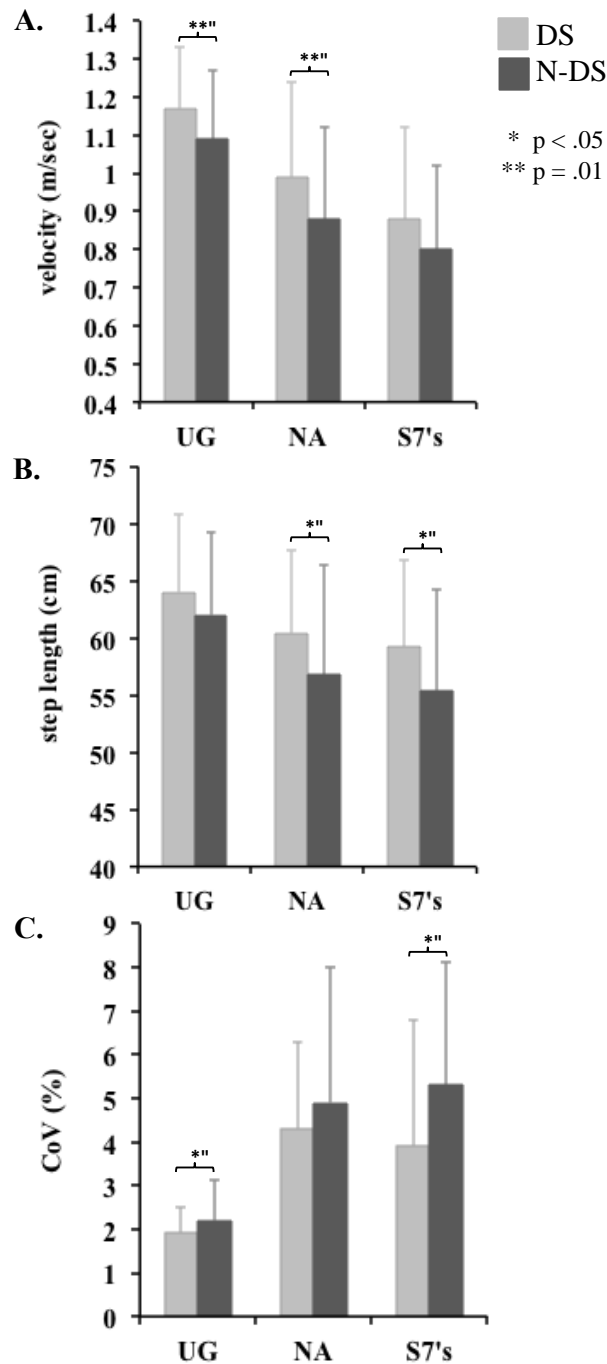 A.
velocity (m/sec)
1.4
1.3
1.2
1.1
1
0.9
0.8
0.7
0.6
0.5
0.4
**"
**"
UG NA S7's
DS
N-DS
* p < .05
** p = .01
B.
step length (cm)
75
70
65
60
55
50
45
40
*"
*"
UG NA S7's
C.
CoV (%)
9
8
7
6
5
4
3
2
1
0
*"
*"
UG NA S7's